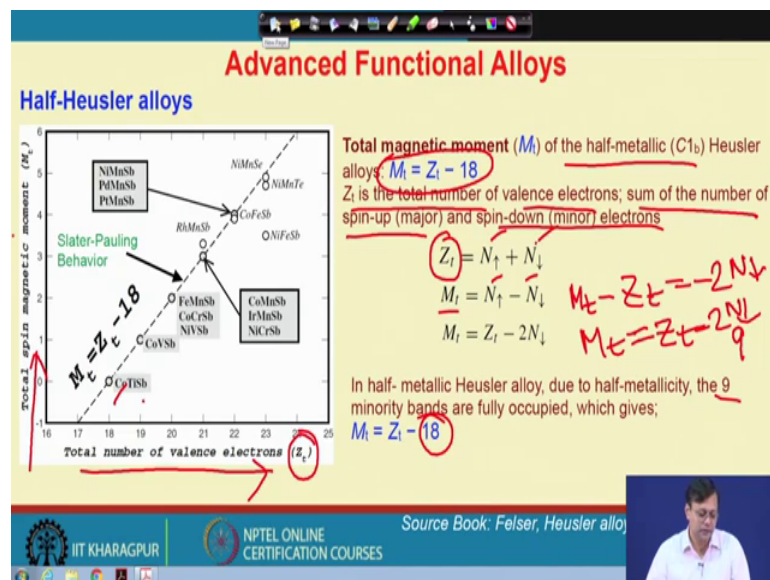 New Page
Advanced Functional Alloys
Half-Heusler alloys
Total spin magnetic moment (Mt)
6
5
4
3
2
1
0
-1
NiMnSb
PdMnSb
PtMnSb
NiMnSe
NiMnTe
CoFeSb
NiFeSb
RhMnSb
Slater-Pauling
Behavior
FeMnSb
CoCrSb
NiVSb
CoMnSb
IrMnSb
NiCrSb
CoVSb
CoTiSb
Mt=Zt-18
16 17 18 19 20 21 22 23 24 25
Total number of valence electrons (Zt)
Total magnetic moment (Mt) of the half-metallic (C1b) Heusler
alloys: Mt = Zt – 18
Zt is the total number of valence electrons; sum of the number of
spin-up (major) and spin-down (minor) electrons
Zt = N↑ + N↓
Mt = N↑ − N↓
Mt = Zt − 2N↓
Mt - Zt = -2N↓
Mt = Zt - 2N↓
9
In half- metallic Heusler alloy, due to half-metallicity, the 9
minority bands are fully occupied, which gives;
Mt = Zt – 18
IIT KHARAGPUR
NPTEL ONLINE
CERTIFICATION COURSES
Source Book: Felser, Heusler alloy